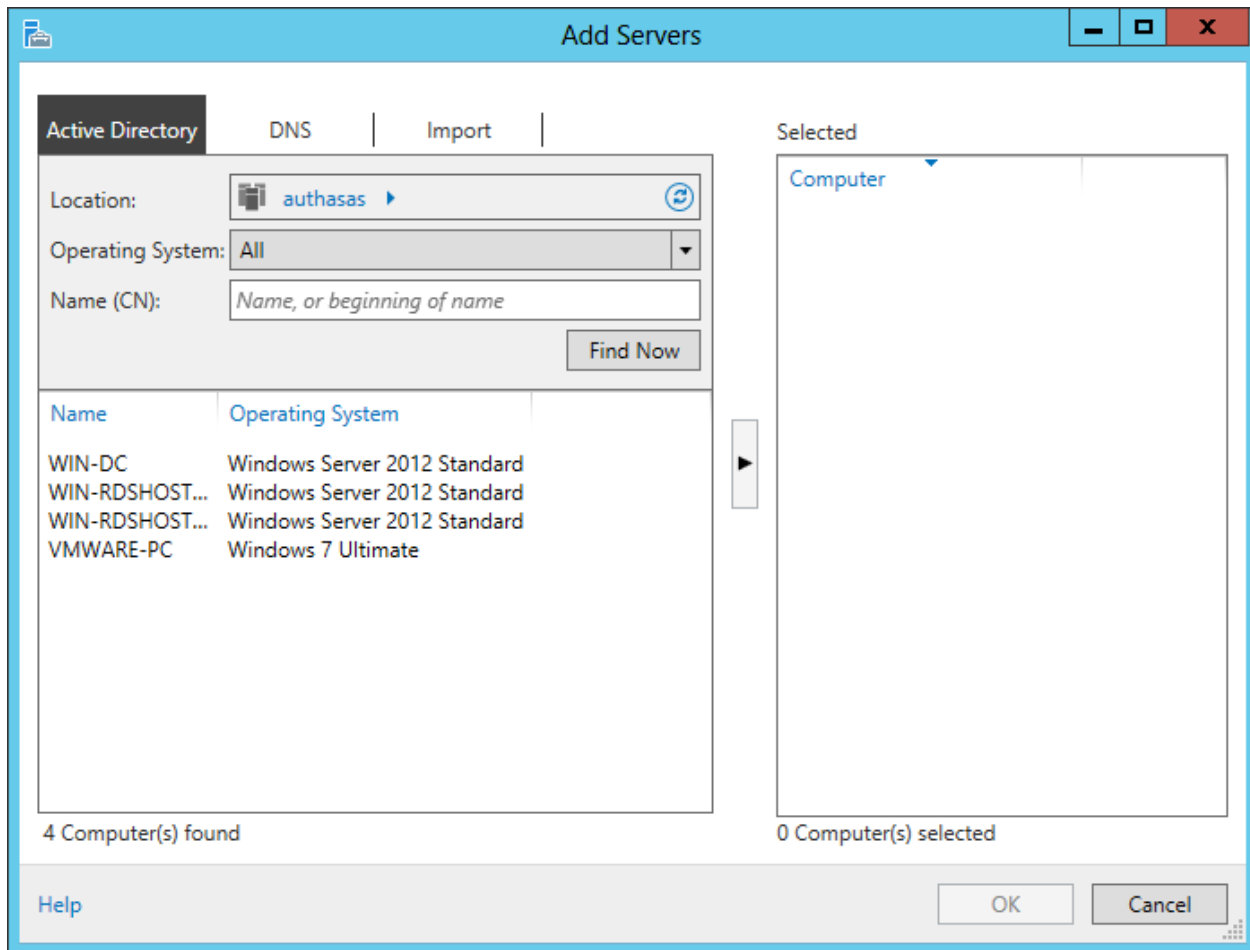 Add Servers
Active Directory
DNS
Import
Location:
authasas
Operating System:
All
Name (CN):
Name, or beginning of name
Find Now
Name
Operating System
WIN-DC
Windows Server 2012 Standard
WIN-RDSHOST...
Windows Server 2012 Standard
WIN-RDSHOST...
Windows Server 2012 Standard
VMWARE-PC
Windows 7 Ultimate
4 Computer(s) found
Selected
Computer
0 Computer(s) selected
Help
OK
Cancel